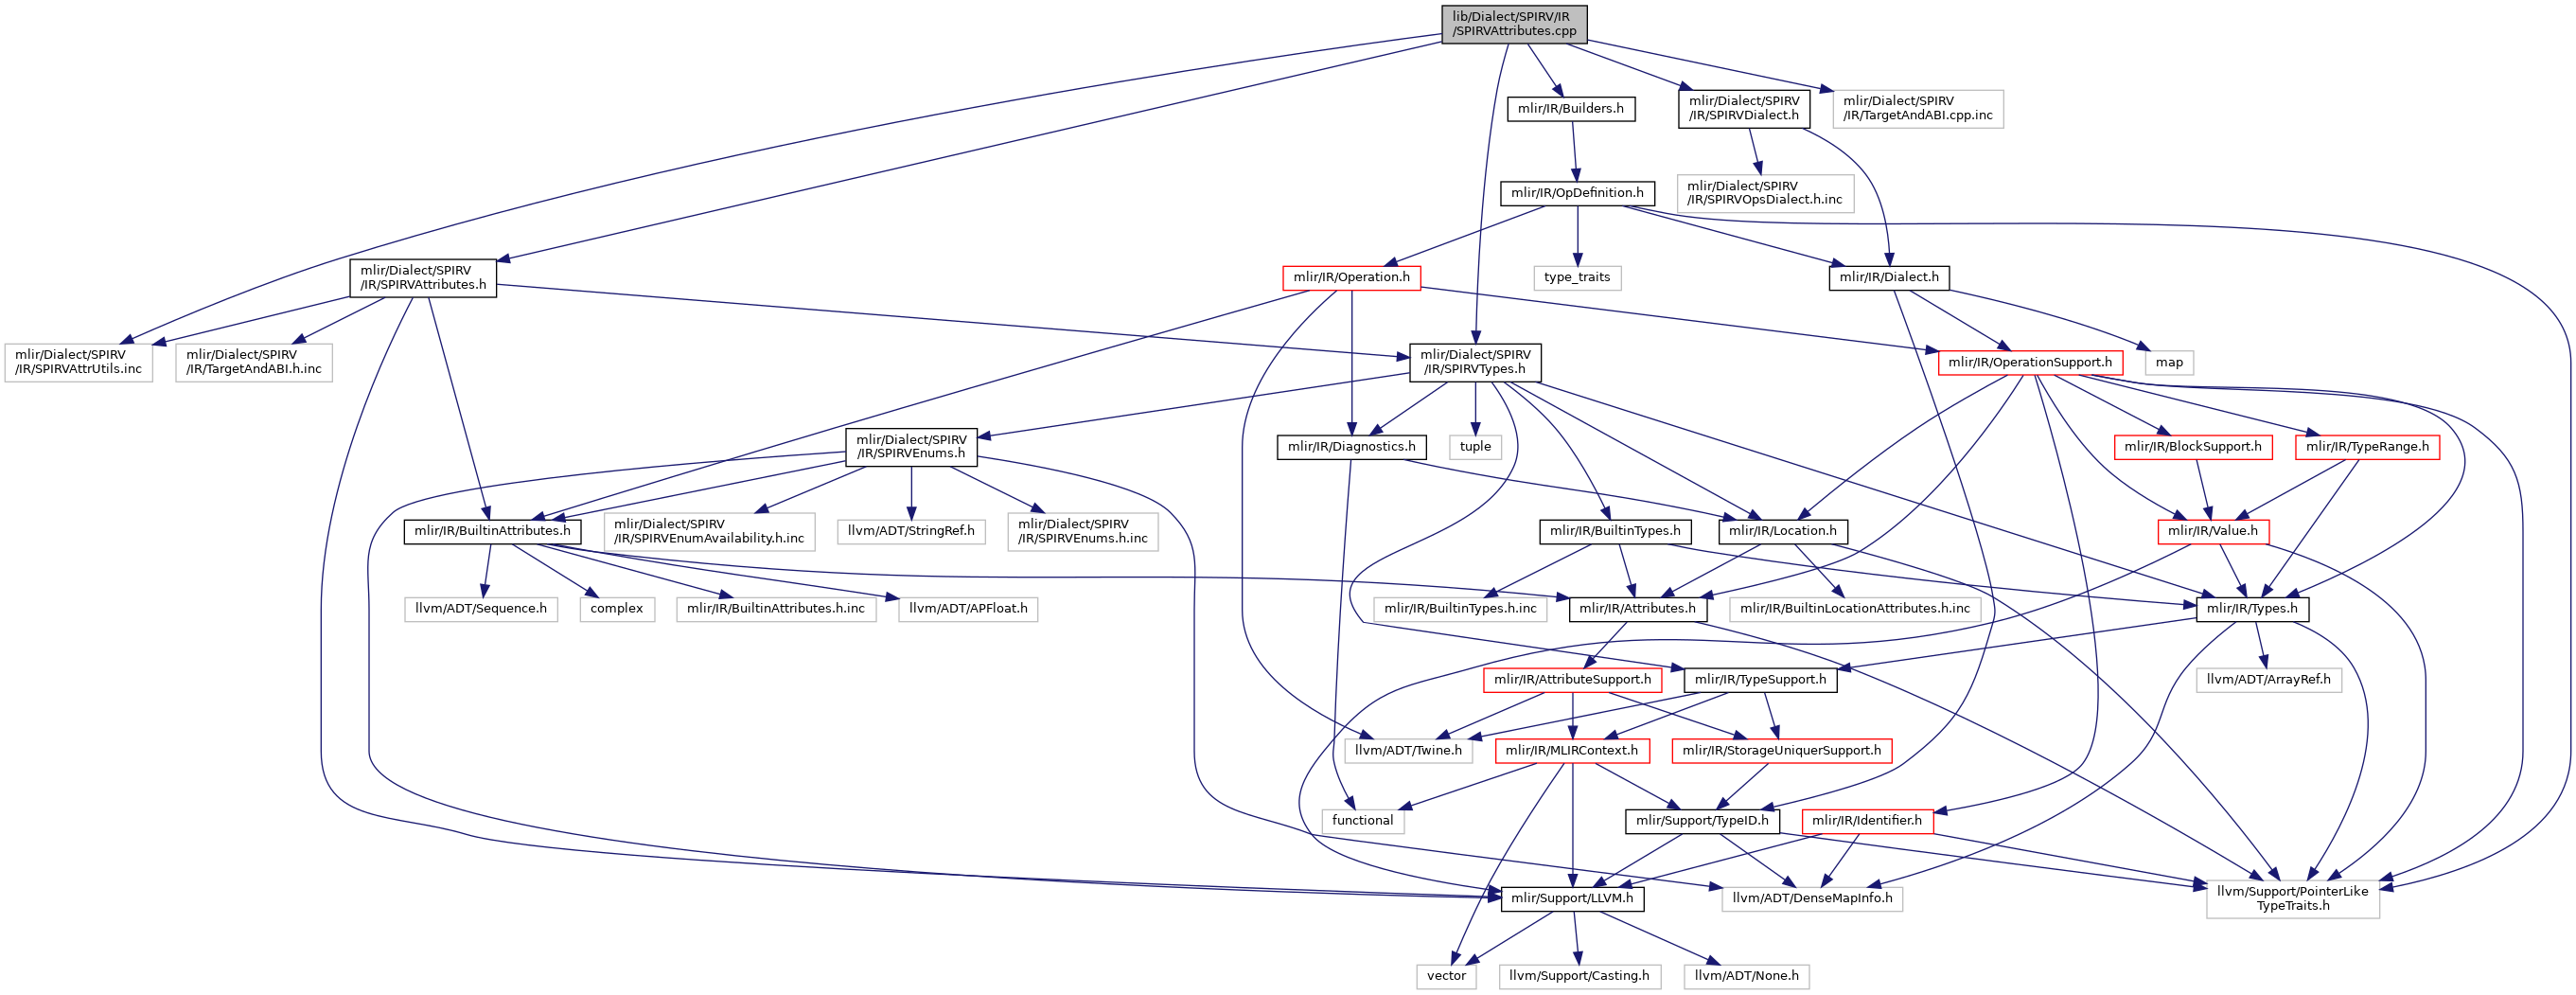 lib/Dialect/SPIRV/IR
/SPIRVAttributes.cpp
mlir/IR/Builders.h
mlir/Dialect/SPIRV
/IR/SPIRVDialect.h
mlir/Dialect/SPIRV
/IR/TargetAndABI.cpp.inc
mlir/IR/OpDefinition.h
mlir/Dialect/SPIRV
/IR/SPIRVOpsDialect.h.inc
mlir/Dialect/SPIRV
/IR/SPIRVAttributes.h
mlir/IR/Operation.h
type_traits
mlir/IR/Dialect.h
mlir/Dialect/SPIRV
/IR/SPIRVAttrUtils.inc
mlir/Dialect/SPIRV
/IR/TargetAndABI.h.inc
mlir/Dialect/SPIRV
/IR/SPIRVTypes.h
mlir/IR/OperationSupport.h
map
mlir/Dialect/SPIRV
/IR/SPIRVEnums.h
mlir/IR/Diagnostics.h
tuple
mlir/IR/BlockSupport.h
mlir/IR/TypeRange.h
mlir/IR/BuiltinAttributes.h
mlir/Dialect/SPIRV
/IR/SPIRVEnumAvailability.h.inc
llvm/ADT/StringRef.h
mlir/Dialect/SPIRV
/IR/SPIRVEnums.h.inc
mlir/IR/BuiltinTypes.h
mlir/IR/Location.h
mlir/IR/Value.h
llvm/ADT/Sequence.h
complex
mlir/IR/BuiltinAttributes.h.inc
llvm/ADT/APFloat.h
mlir/IR/BuiltinTypes.h.inc
mlir/IR/Attributes.h
mlir/IR/BuiltinLocationAttributes.h.inc
mlir/IR/Types.h
mlir/IR/AttributeSupport.h
mlir/IR/TypeSupport.h
llvm/ADT/ArrayRef.h
llvm/ADT/Twine.h
mlir/IR/MLIRContext.h
mlir/IR/StorageUniquerSupport.h
functional
mlir/Support/TypeID.h
mlir/IR/Identifier.h
mlir/Support/LLVM.h
llvm/ADT/DenseMapInfo.h
llvm/Support/PointerLike
TypeTraits.h
vector
llvm/Support/Casting.h
llvm/ADT/None.h